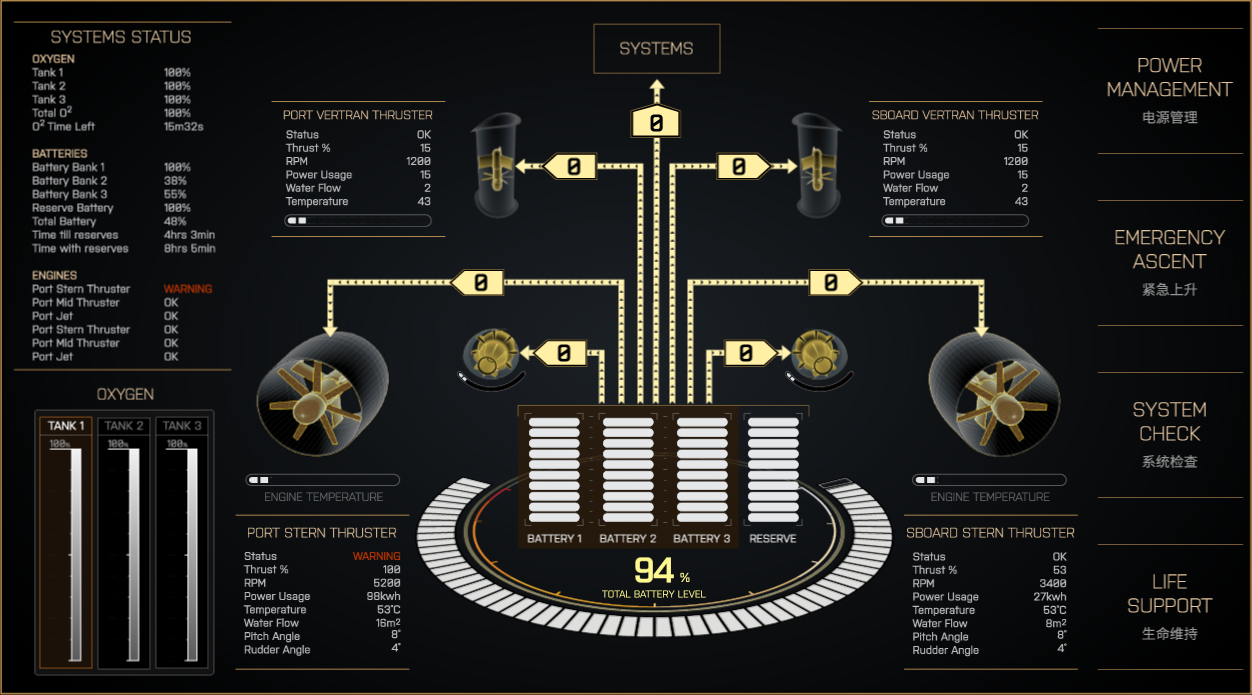 SYSTEMS STATUS
OXYGEN
Tank 1 100%
Tank 2 100%
Tank 3 100%
Total O² 100%
O² Time Left 15m32s
BATTERIES
Battery Bank 1 100%
Battery Bank 2 38%
Battery Bank 3 55%
Reserve Battery 100%
Total Battery 48%
Time till reserves 4hrs 3min
Time with reserves 8hrs 5min
ENGINES
Port Stern Thruster WARNING
Port Mid Thruster OK
Port Jet OK
Port Stern Thruster OK
Port Mid Thruster OK
Port Jet OK
OXYGEN
TANK 1 TANK 2 TANK 3
100% 100% 100%
SYSTEMS
0
PORT VERTRAN THRUSTER
Status OK
Thrust % 15
RPM 1200
Power Usage 15
Water Flow 2
Temperature 43
0 0
SBOARD VERTRAN THRUSTER
Status OK
Thrust % 15
RPM 1200
Power Usage 15
Water Flow 2
Temperature 43
0 0
0 0
ENGINE TEMPERATURE
PORT STERN THRUSTER
Status WARNING
Thrust % 100
RPM 5200
Power Usage 98kwh
Temperature 53°C
Water Flow 16m²
Pitch Angle 8°
Rudder Angle 4°
BATTERY 1 BATTERY 2 BATTERY 3 RESERVE
94 %
TOTAL BATTERY LEVEL
ENGINE TEMPERATURE
SBOARD STERN THRUSTER
Status OK
Thrust % 53
RPM 3400
Power Usage 27kwh
Temperature 53°C
Water Flow 8m²
Pitch Angle 8°
Rudder Angle 4°
POWER
MANAGEMENT
电源管理
EMERGENCY
ASCENT
紧急上升
SYSTEM
CHECK
系统检查
LIFE
SUPPORT
生命维持